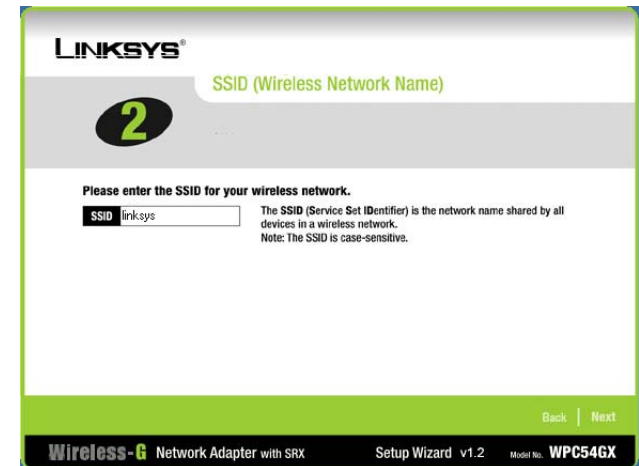 LINKSYS®
SSID (Wireless Network Name)
2
Please enter the SSID for your wireless network.
SSID linksys
The SSID (Service Set IDentifier) is the network name shared by all
devices in a wireless network.
Note: The SSID is case-sensitive.
Back | Next
Wireless-G Network Adapter with SRX Setup Wizard v1.2 Model No. WPC54GX